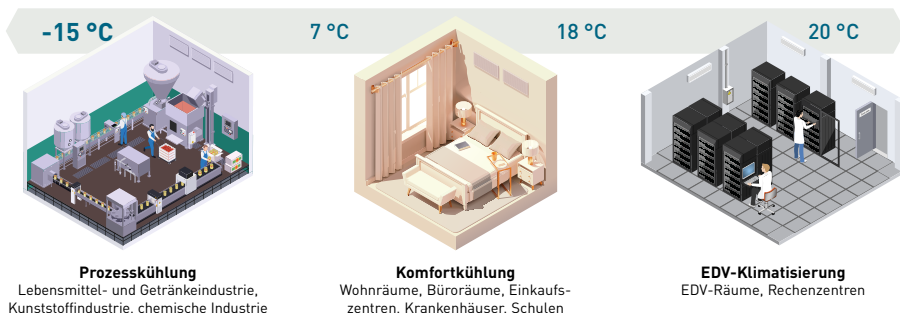 -15 °C
7 °C
18 °C
20 °C
Prozesskühlung
Lebensmittel- und Getränkeindustrie,
Kunststoffindustrie, chemische Industrie
Komfortkühlung
Wohnräume, Büroräume, Einkaufs-
zentren, Krankenhäuser, Schulen
EDV-Klimatisierung
EDV-Räume, Rechenzentren